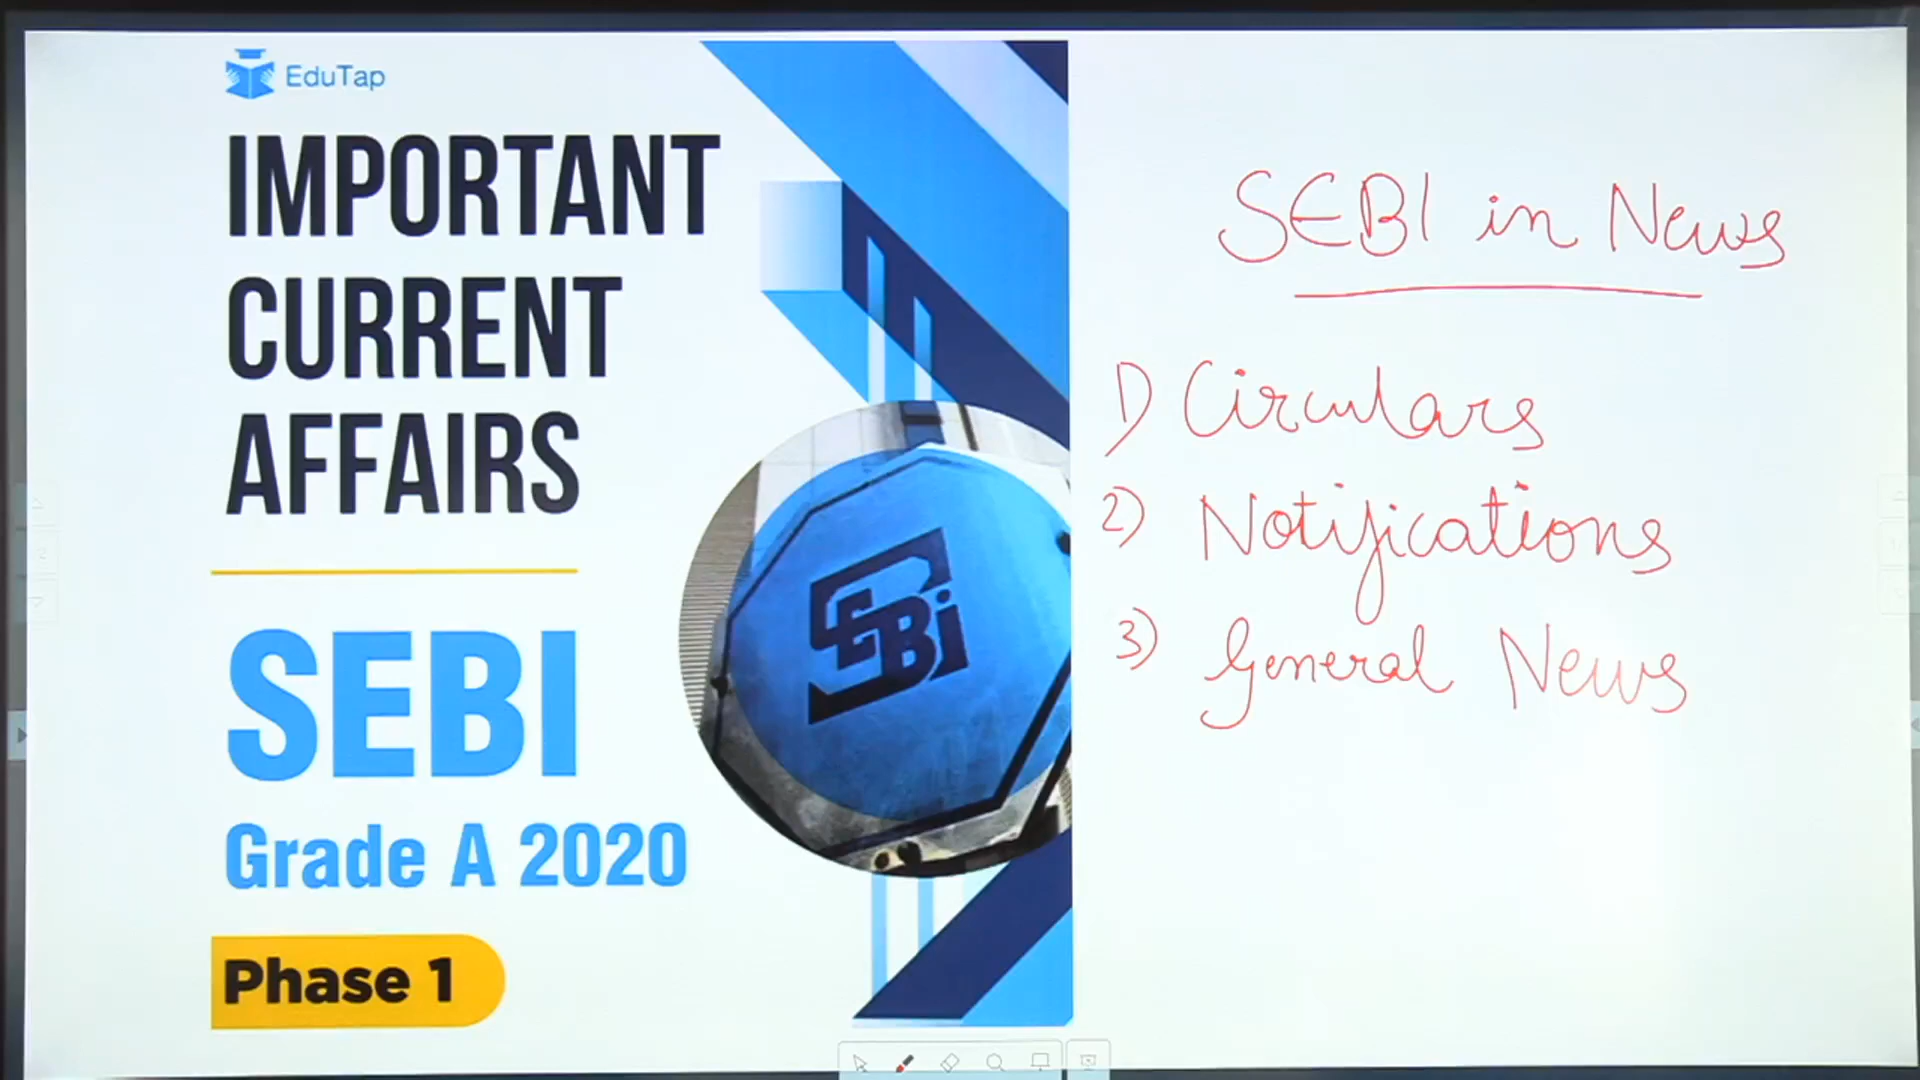 EduTap
IMPORTANT
CURRENT
AFFAIRS
SEBI
Grade A 2020
Phase 1
SEBI
SEBI in News
1) Circulars
2) Notifications
3) General News